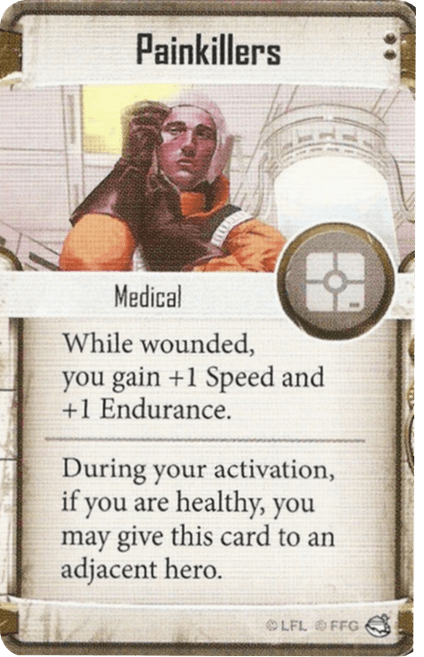 Painkillers
Medical
While wounded,
you gain +1 Speed and
+1 Endurance.
During your activation,
if you are healthy, you
may give this card to an
adjacent hero.
© LFL © FFG